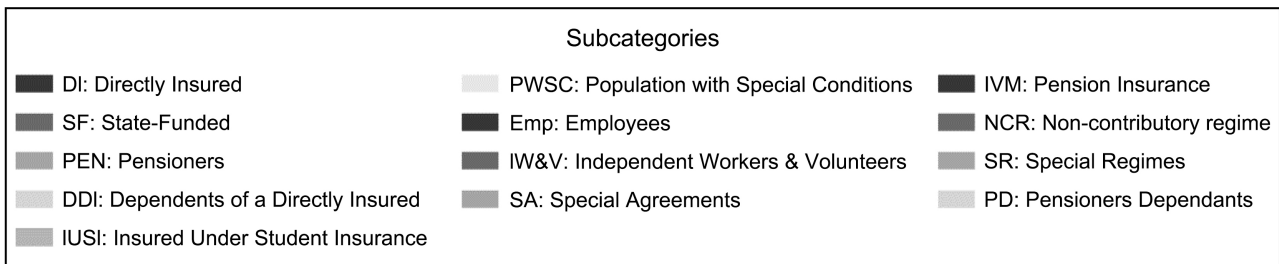 Subcategories
DI: Directly Insured
SF: State-Funded
PEN: Pensioners
DDI: Dependents of a Directly Insured
IUSI: Insured Under Student Insurance
PWSC: Population with Special Conditions
Emp: Employees
IW&V: Independent Workers & Volunteers
SA: Special Agreements
IVM: Pension Insurance
NCR: Non-contributory regime
SR: Special Regimes
PD: Pensioners Dependants